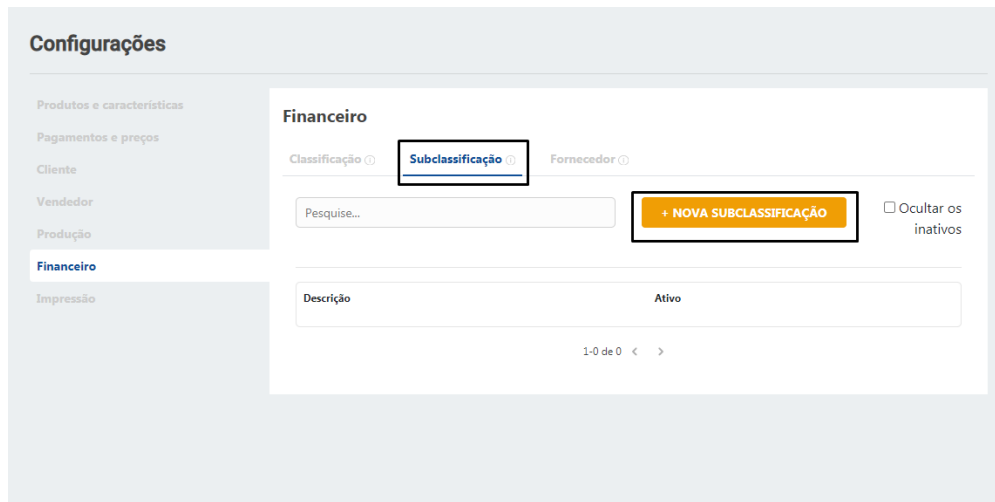 Configurações
Produtos e características
Pagamentos e preços
Cliente
Vendedor
Produção
Financeiro
Impressão
Financeiro
Classificação
Subclassificação
Fornecedor
Pesquise...
+ NOVA SUBCLASSIFICAÇÃO
Ocultar os
inativos
Descrição
Ativo
1-0 de 0